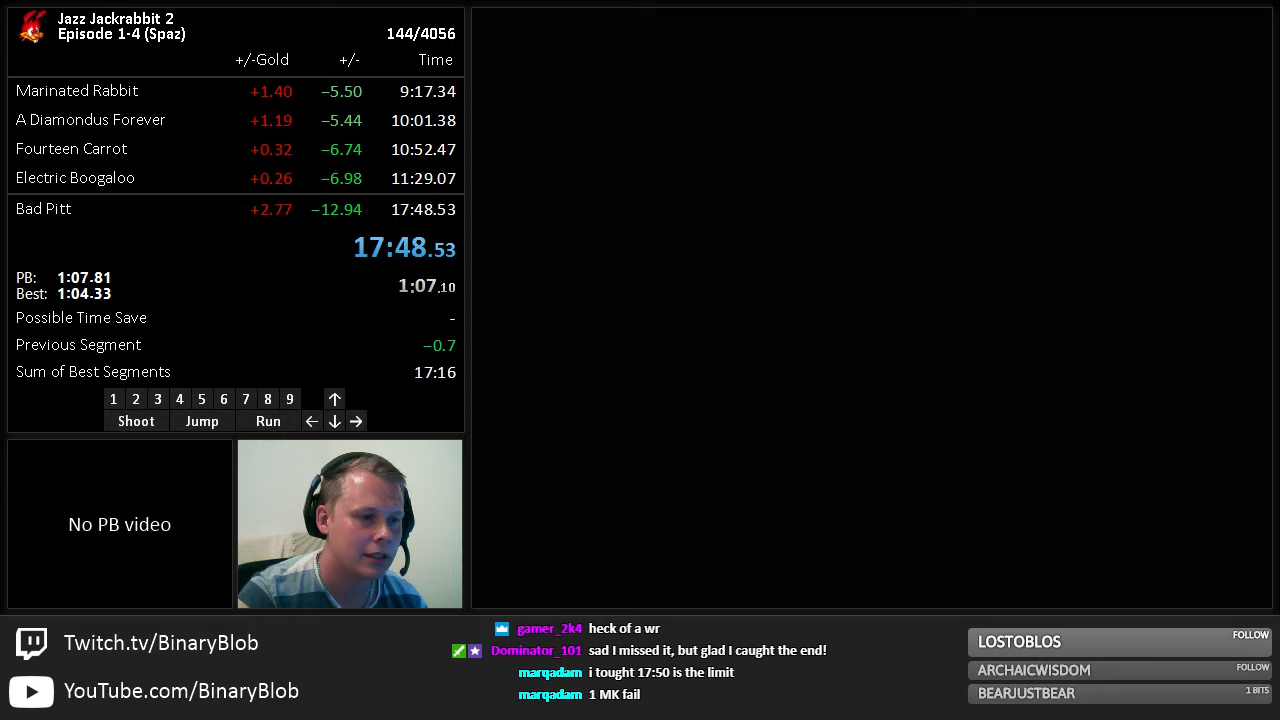 Jazz Jackrabbit 2
Episode 1-4 (Spaz) 144/4056
+/-Gold +/- Time
Marinated Rabbit +1.40 −5.50 9:17.34
A Diamondus Forever +1.19 −5.44 10:01.38
Fourteen Carrot +0.32 −6.74 10:52.47
Electric Boogaloo +0.26 −6.98 11:29.07
Bad Pitt +2.77 −12.94 17:48.53
17:48.53
PB: 1:07.81
Best: 1:04.33
1:07.10
Possible Time Save -
Previous Segment −0.7
Sum of Best Segments 17:16
1 2 3 4 5 6 7 8 9 ↑
Shoot Jump Run ← ↓ →
No PB video
Twitch.tv/BinaryBlob
YouTube.com/BinaryBlob
gamer_2k4 heck of a wr
Dominator_101 sad I missed it, but glad I caught the end!
marqadam i tought 17:50 is the limit
marqadam 1 MK fail
LOSTOBLOS FOLLOW
ARCHAICWISDOM FOLLOW
BEARJUSTBEAR 1 BITS